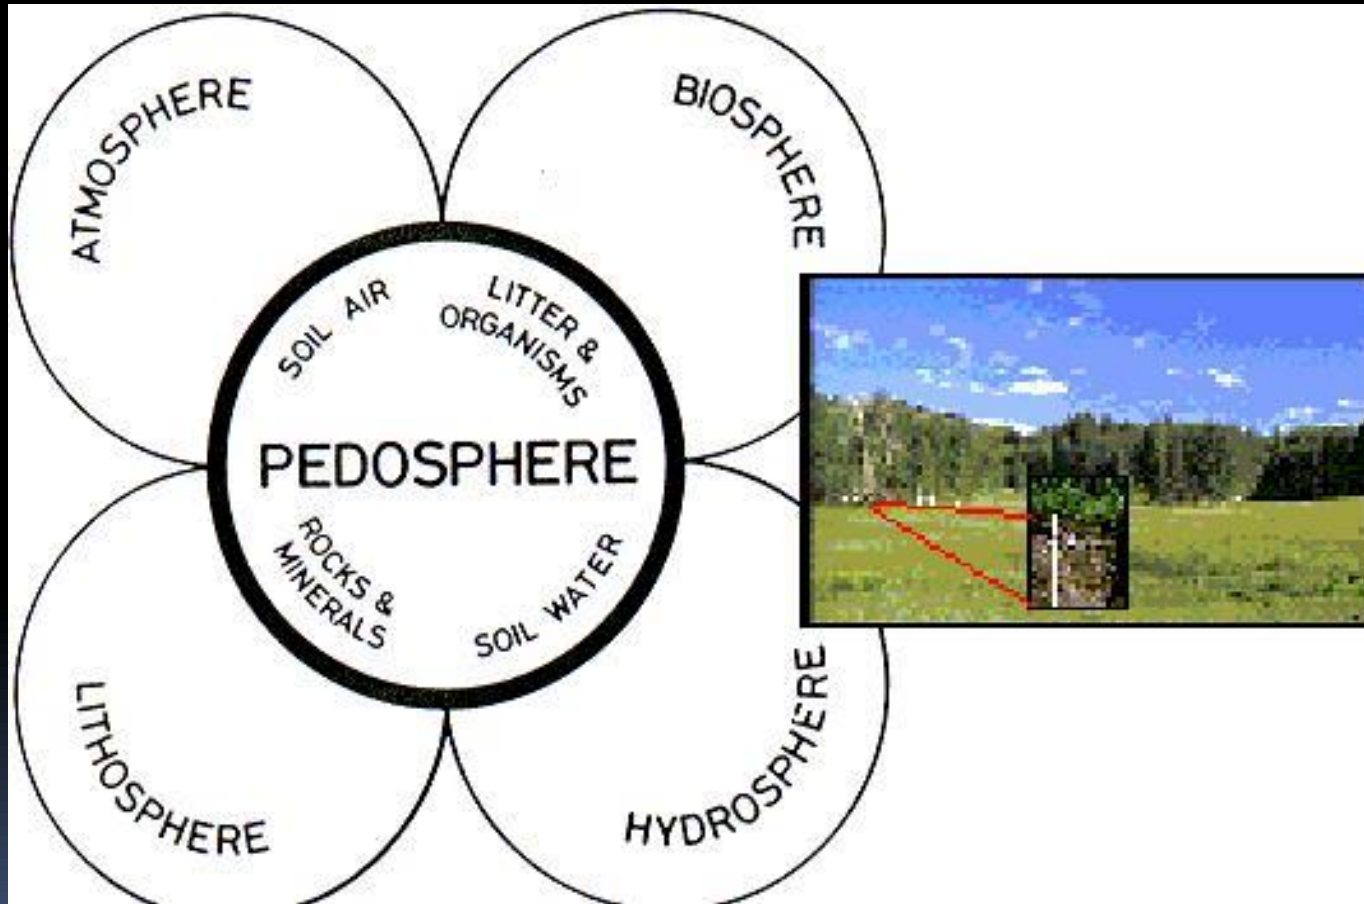 ATMOSPHERE
BIOSPHERE
SOIL AIR
LITTER &
ORGANISMS
PEDOSPHERE
ROCKS &
MINERALS
SOIL WATER
LITHOSPHERE
HYDROSPHERE